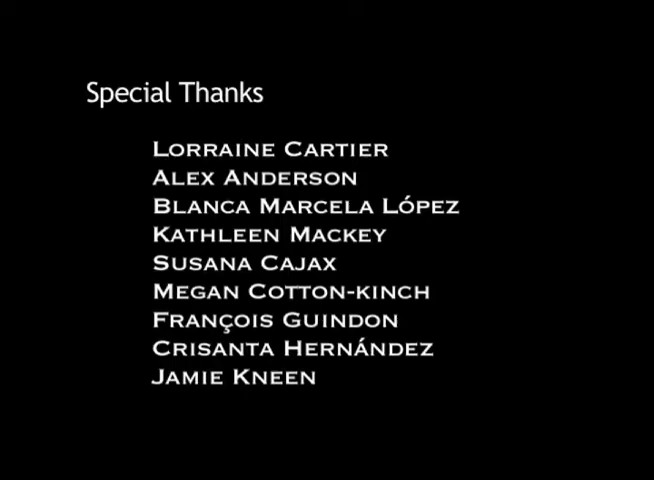 Special Thanks
Lorraine Cartier
Alex Anderson
Blanca Marcela López
Kathleen Mackey
Susana Cajax
Megan Cotton-kinch
François Guindon
Crisanta Hernández
Jamie Kneen